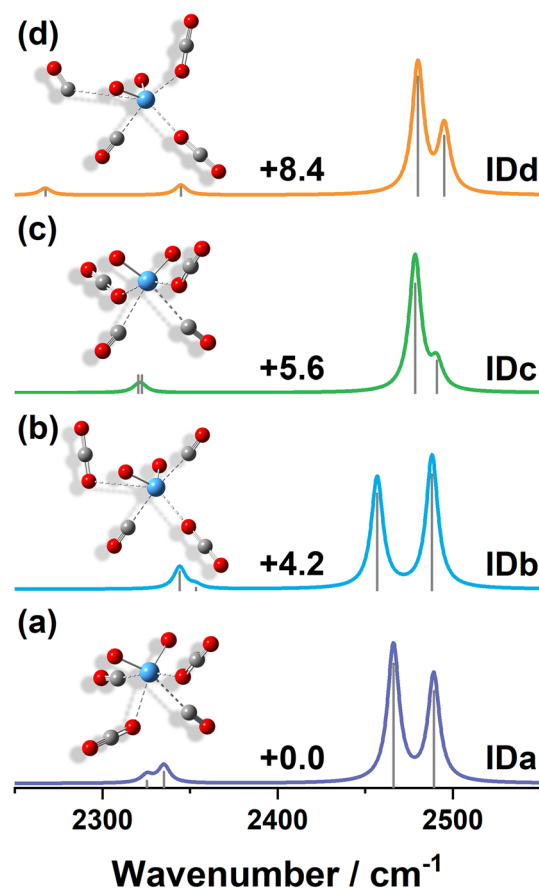 (d)
+8.4
IDd
(c)
+5.6
IDc
(b)
+4.2
IDb
(a)
+0.0
IDa
2300
2400
2500
Wavenumber / cm⁻¹